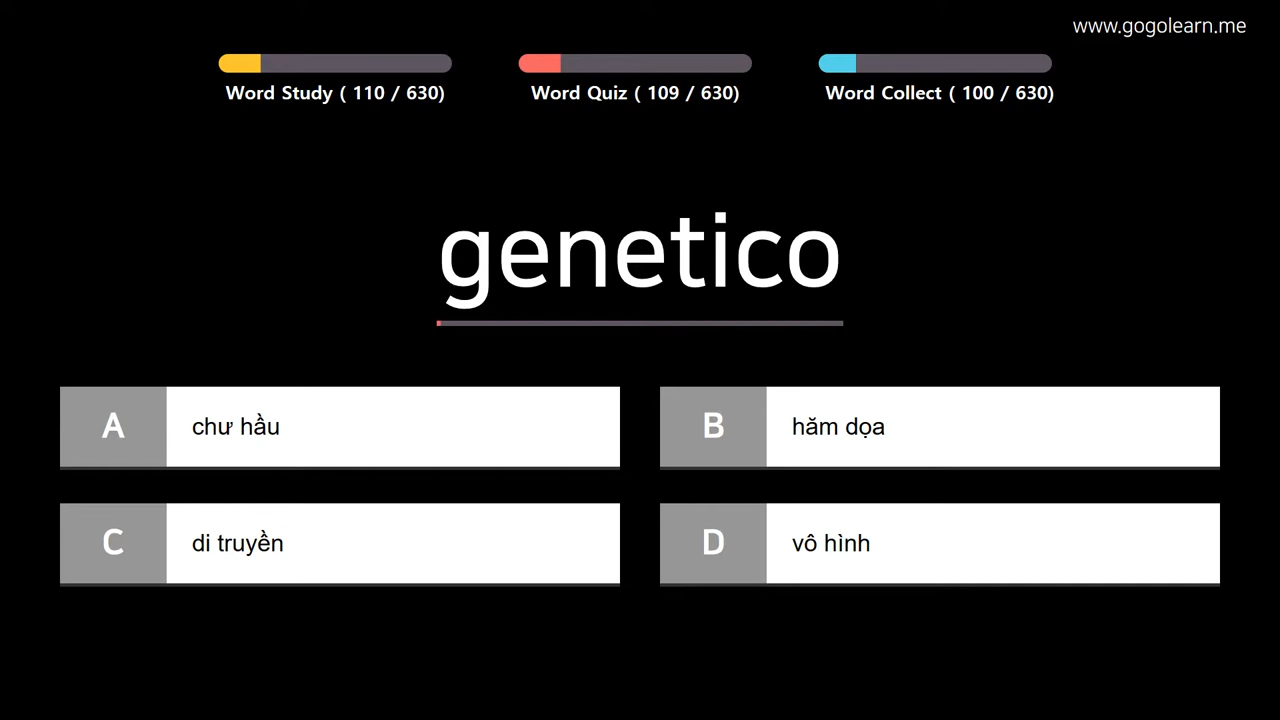 www.gogolearn.me
Word Study ( 110 / 630)
Word Quiz ( 109 / 630)
Word Collect ( 100 / 630)
genetico
A chư hầu
B hăm dọa
C di truyền
D vô hình